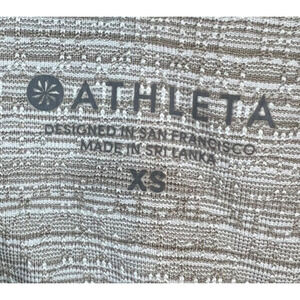 ATHLETA
DESIGNED IN SAN FRANCISCO
MADE IN SRI LANKA
XS